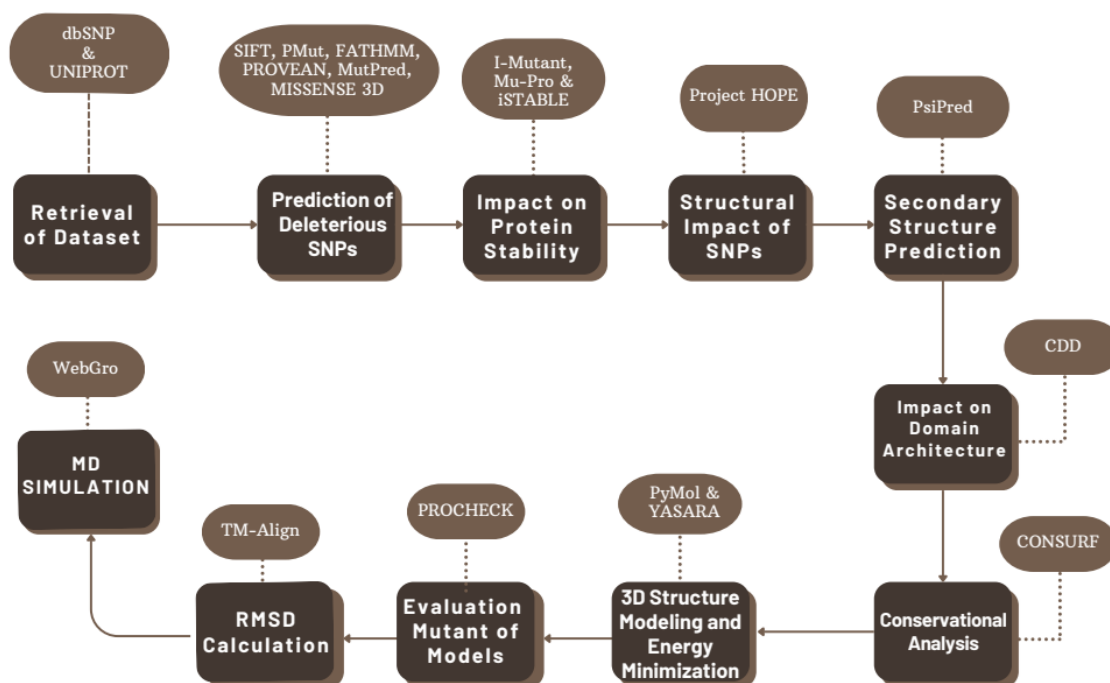 dbSNP
&
UNIPROT
SIFT, PMut, FATHMM,
PROVEAN, MutPred,
MISSENSE 3D
I-Mutant,
Mu-Pro &
iSTABLE
Project HOPE
PsiPred
Retrieval
of Dataset
Prediction of
Deleterious
SNPs
Impact on
Protein
Stability
Structural
Impact of
SNPs
Secondary
Structure
Prediction
CDD
Impact on
Domain
Architecture
CONSURF
Conservational
Analysis
PyMol &
YASARA
3D Structure
Modeling and
Energy
Minimization
PROCHECK
Evaluation
Mutant of
Models
TM-Align
RMSD
Calculation
WebGro
MD
SIMULATION